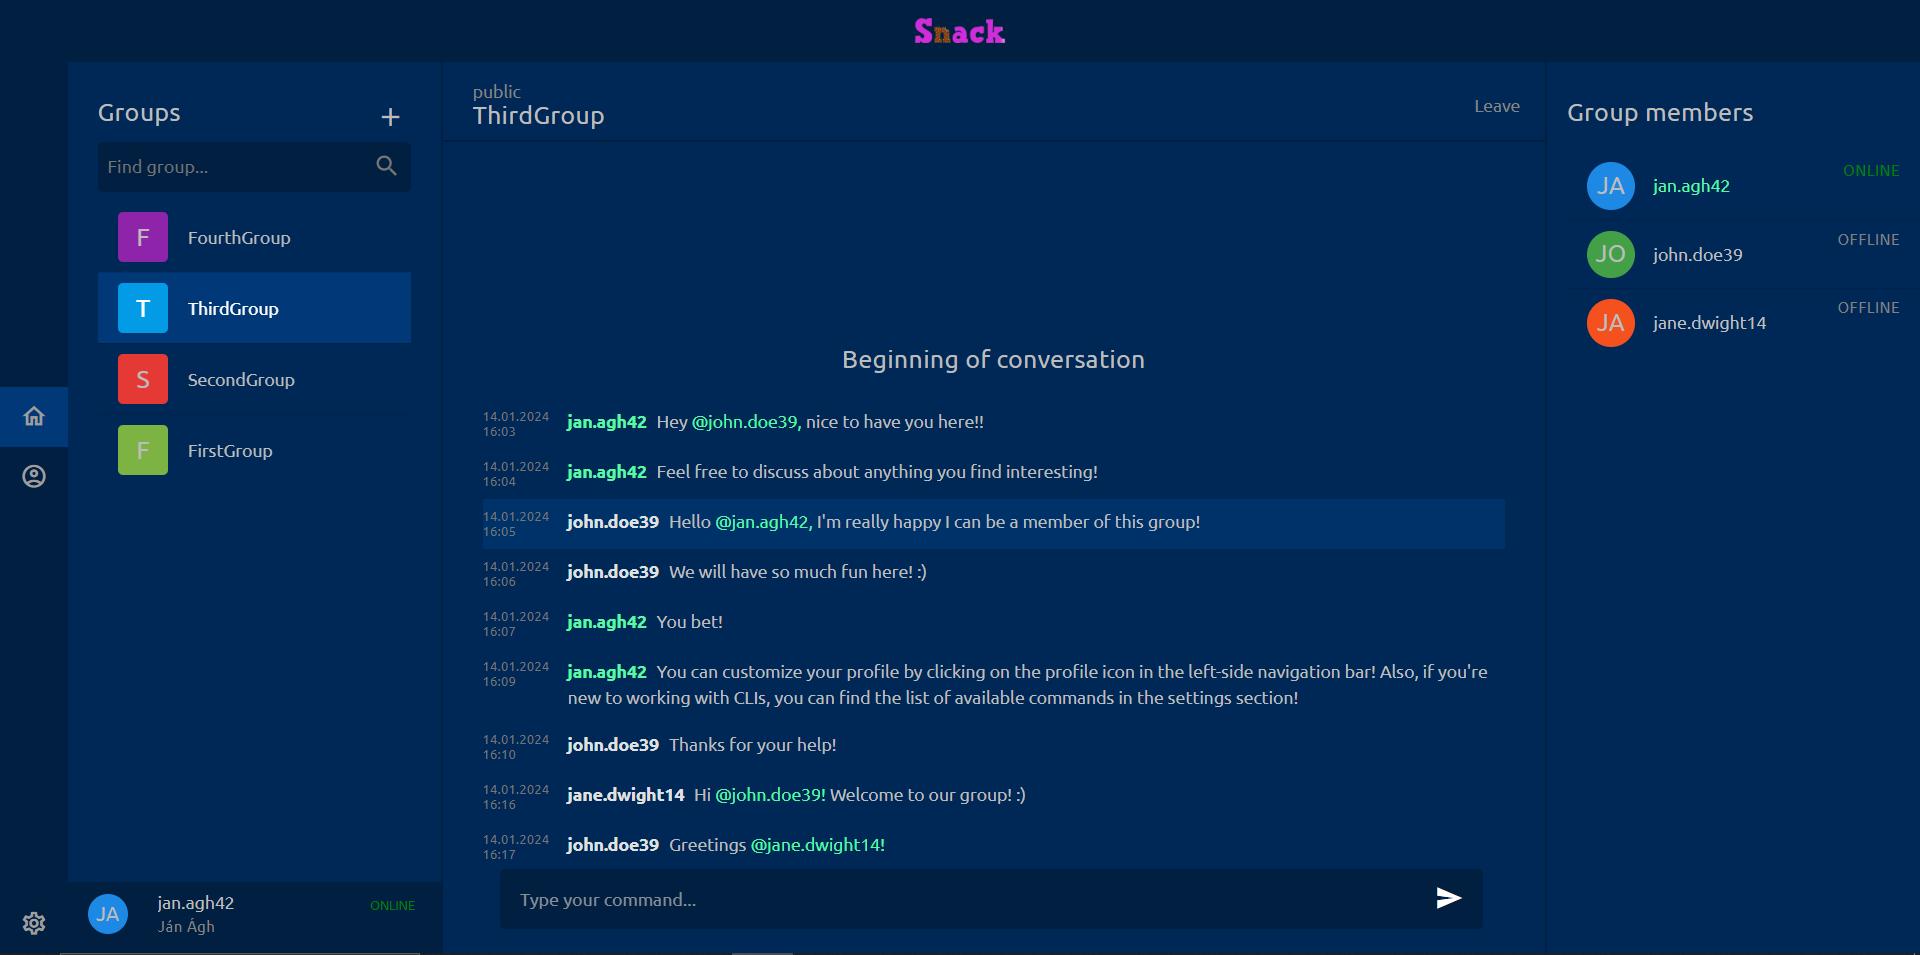 Snack
Groups
Find group...
F
FourthGroup
T
ThirdGroup
S
SecondGroup
F
FirstGroup
JA
jan.agh42
Ján Ágh
ONLINE
public
ThirdGroup
Leave
Beginning of conversation
14.01.2024
16:03
jan.agh42 Hey @john.doe39, nice to have you here!!
14.01.2024
16:04
jan.agh42 Feel free to discuss about anything you find interesting!
14.01.2024
16:05
john.doe39 Hello @jan.agh42, I'm really happy I can be a member of this group!
14.01.2024
16:06
john.doe39 We will have so much fun here! :)
14.01.2024
16:07
jan.agh42 You bet!
14.01.2024
16:09
jan.agh42 You can customize your profile by clicking on the profile icon in the left-side navigation bar! Also, if you're
new to working with CLIs, you can find the list of available commands in the settings section!
14.01.2024
16:10
john.doe39 Thanks for your help!
14.01.2024
16:16
jane.dwight14 Hi @john.doe39! Welcome to our group! :)
14.01.2024
16:17
john.doe39 Greetings @jane.dwight14!
Type your command...
Group members
JA
jan.agh42
ONLINE
JO
john.doe39
OFFLINE
JA
jane.dwight14
OFFLINE